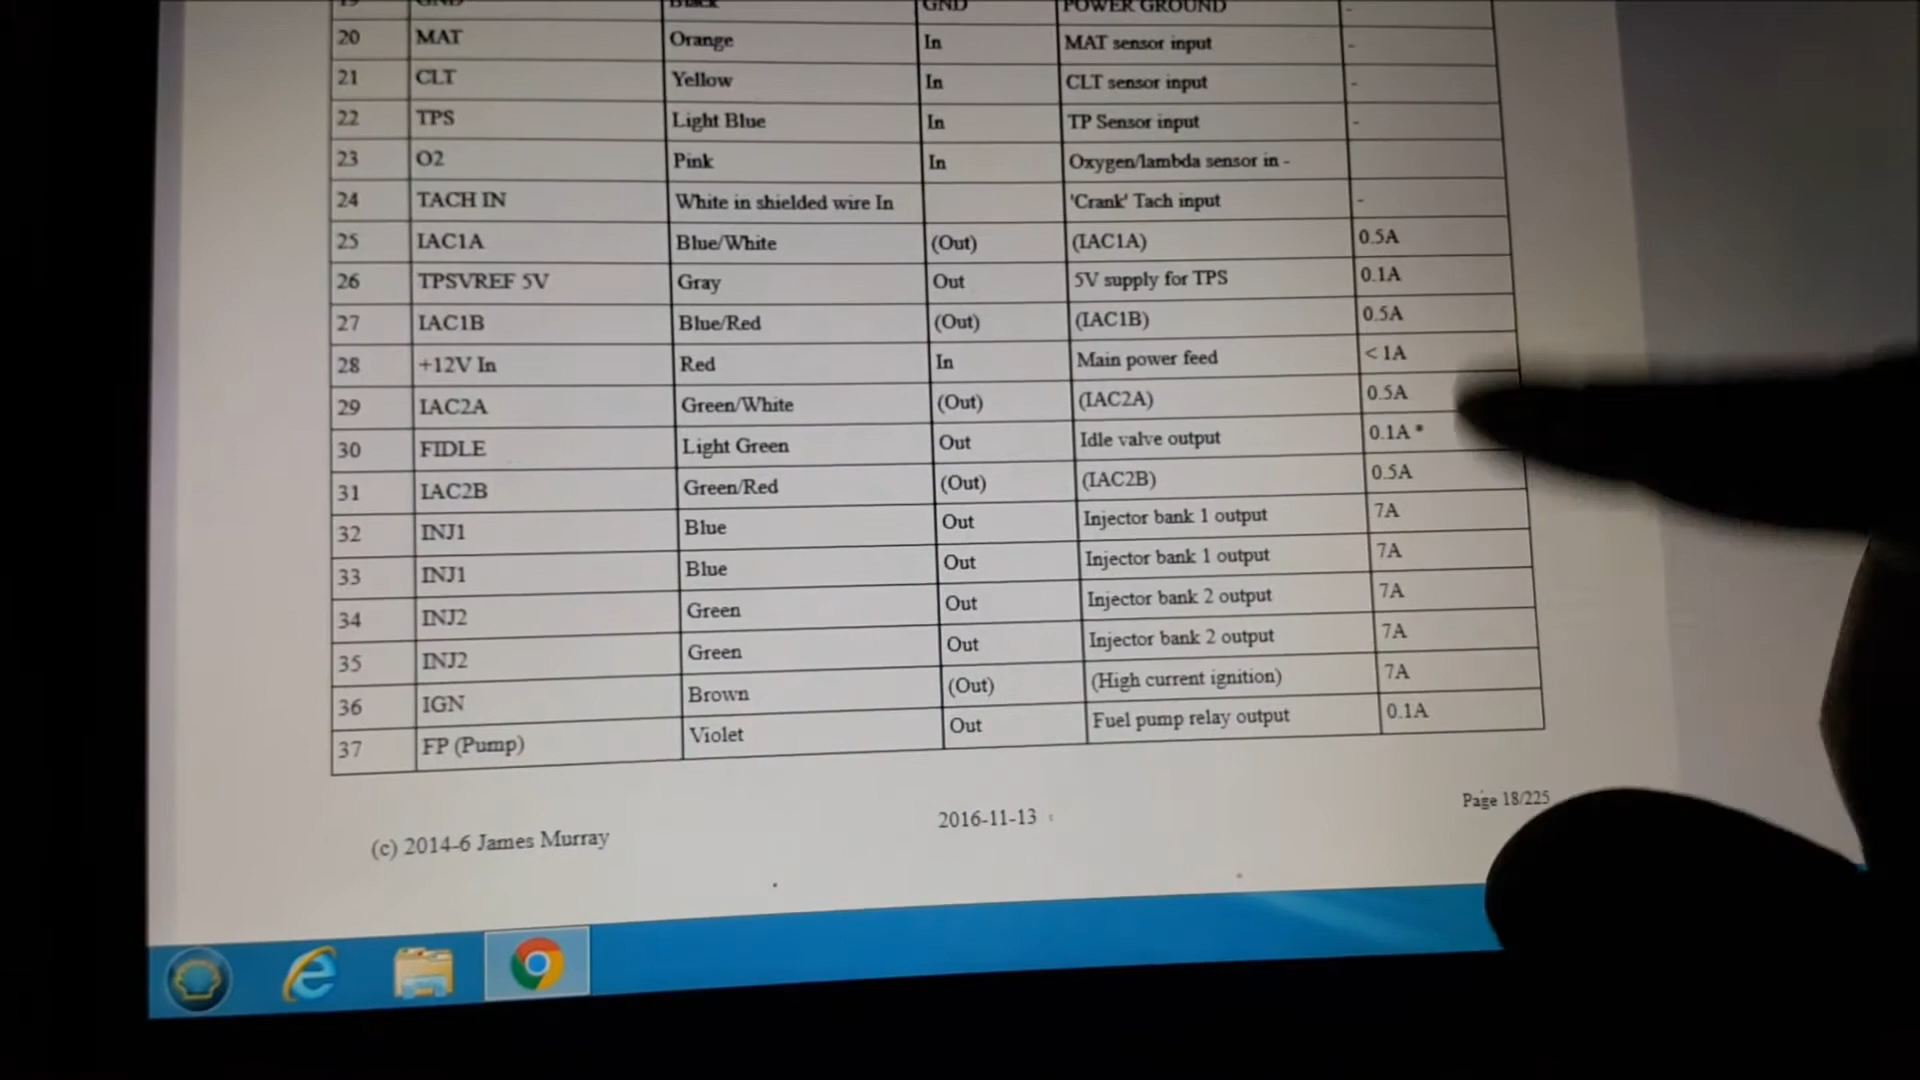 19 GND Black GND POWER GROUND -
20 MAT Orange In MAT sensor input -
21 CLT Yellow In CLT sensor input -
22 TPS Light Blue In TP Sensor input -
23 O2 Pink In Oxygen/lambda sensor in -
24 TACH IN White in shielded wire In 'Crank' Tach input -
25 IAC1A Blue/White (Out) (IAC1A) 0.5A
26 TPSVREF 5V Gray Out 5V supply for TPS 0.1A
27 IAC1B Blue/Red (Out) (IAC1B) 0.5A
28 +12V In Red In Main power feed < 1A
29 IAC2A Green/White (Out) (IAC2A) 0.5A
30 FIDLE Light Green Out Idle valve output 0.1A *
31 IAC2B Green/Red (Out) (IAC2B) 0.5A
32 INJ1 Blue Out Injector bank 1 output 7A
33 INJ1 Blue Out Injector bank 1 output 7A
34 INJ2 Green Out Injector bank 2 output 7A
35 INJ2 Green Out Injector bank 2 output 7A
36 IGN Brown (Out) (High current ignition) 7A
37 FP (Pump) Violet Out Fuel pump relay output 0.1A
(c) 2014-6 James Murray 2016-11-13 Page 18/225